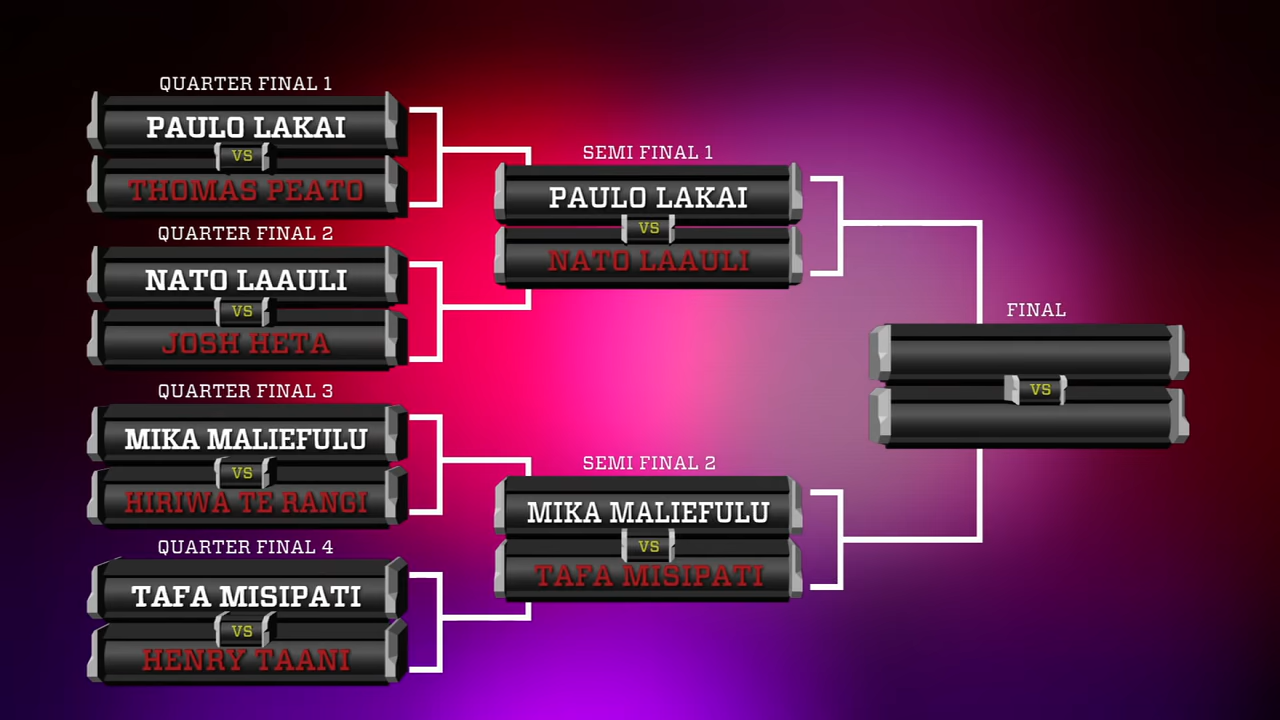 QUARTER FINAL 1
PAULO LAKAI
VS
THOMAS PEATO
QUARTER FINAL 2
NATO LAAULI
VS
JOSH HETA
QUARTER FINAL 3
MIKA MALIEFULU
VS
HIRIWA TE RANGI
QUARTER FINAL 4
TAFA MISIPATI
VS
HENRY TAANI
SEMI FINAL 1
PAULO LAKAI
VS
NATO LAAULI
SEMI FINAL 2
MIKA MALIEFULU
VS
TAFA MISIPATI
FINAL
VS